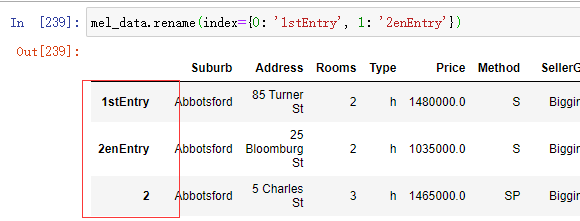 In [239]: mel_data.rename(index={0: '1stEntry', 1: '2enEntry'})
Out[239]:
Suburb Address Rooms Type Price Method SellerG
1stEntry Abbotsford 85 Turner St 2 h 1480000.0 S Biggin
2enEntry Abbotsford 25 Bloomburg St 2 h 1035000.0 S Biggin
2 Abbotsford 5 Charles St 3 h 1465000.0 SP Biggin